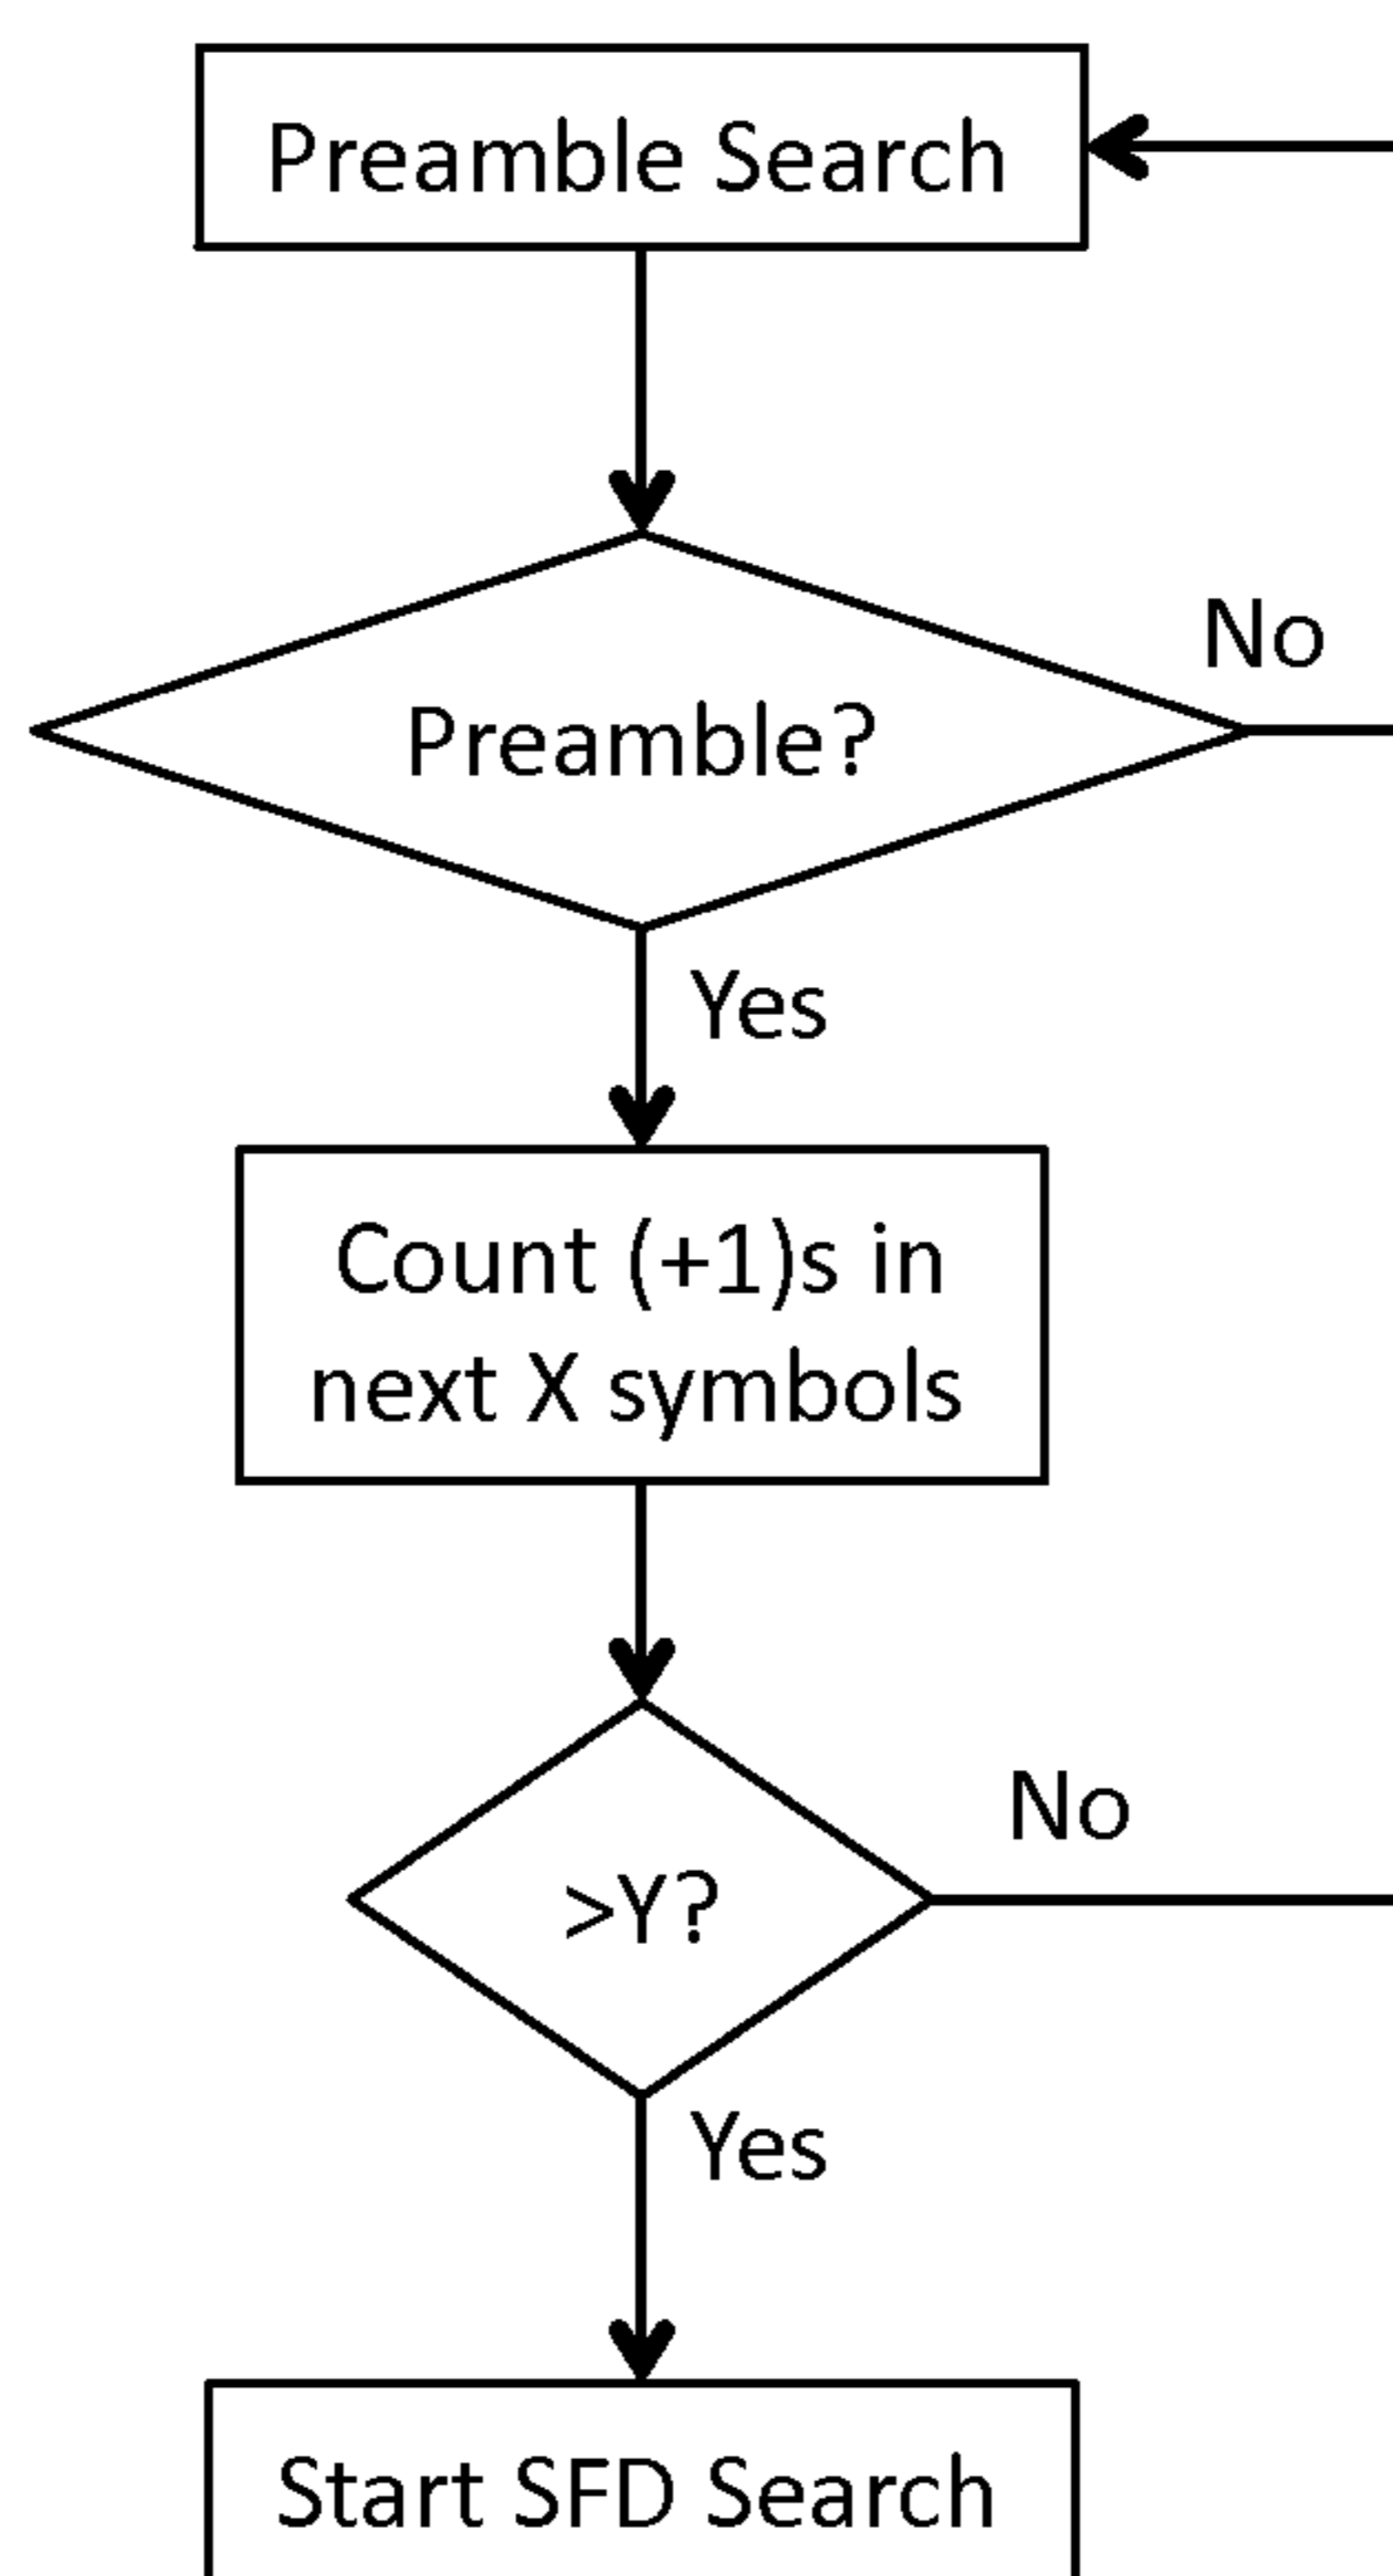 Preamble Search
No
Preamble?
Yes
Count (+1)s in
next X symbols
No
>Y?
Yes
Start SFD Search